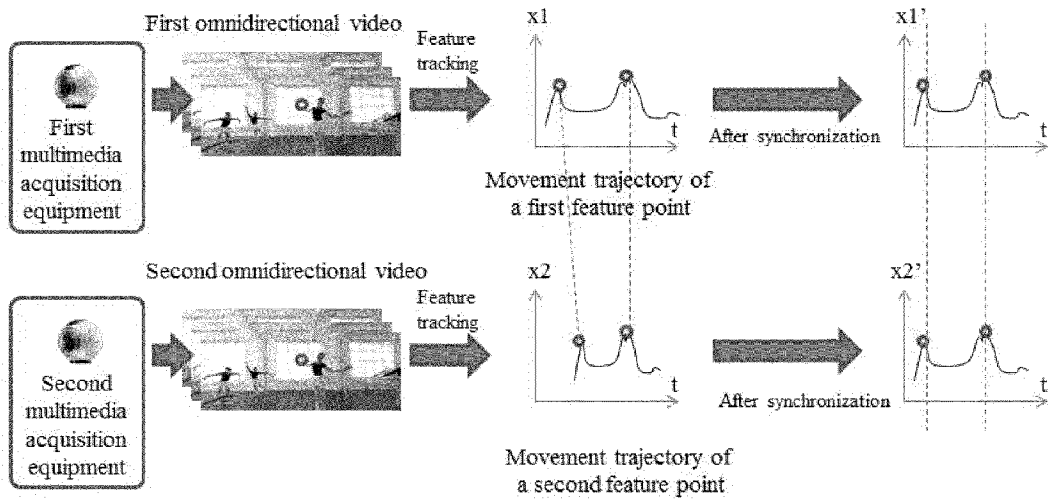 First omnidirectional video
First
multimedia
acquisition
equipment
Feature
tracking
x1
t
Movement trajectory of
a first feature point
After synchronization
x1’
t
Second omnidirectional video
Second
multimedia
acquisition
equipment
Feature
tracking
x2
t
Movement trajectory of
a second feature point
After synchronization
x2’
t